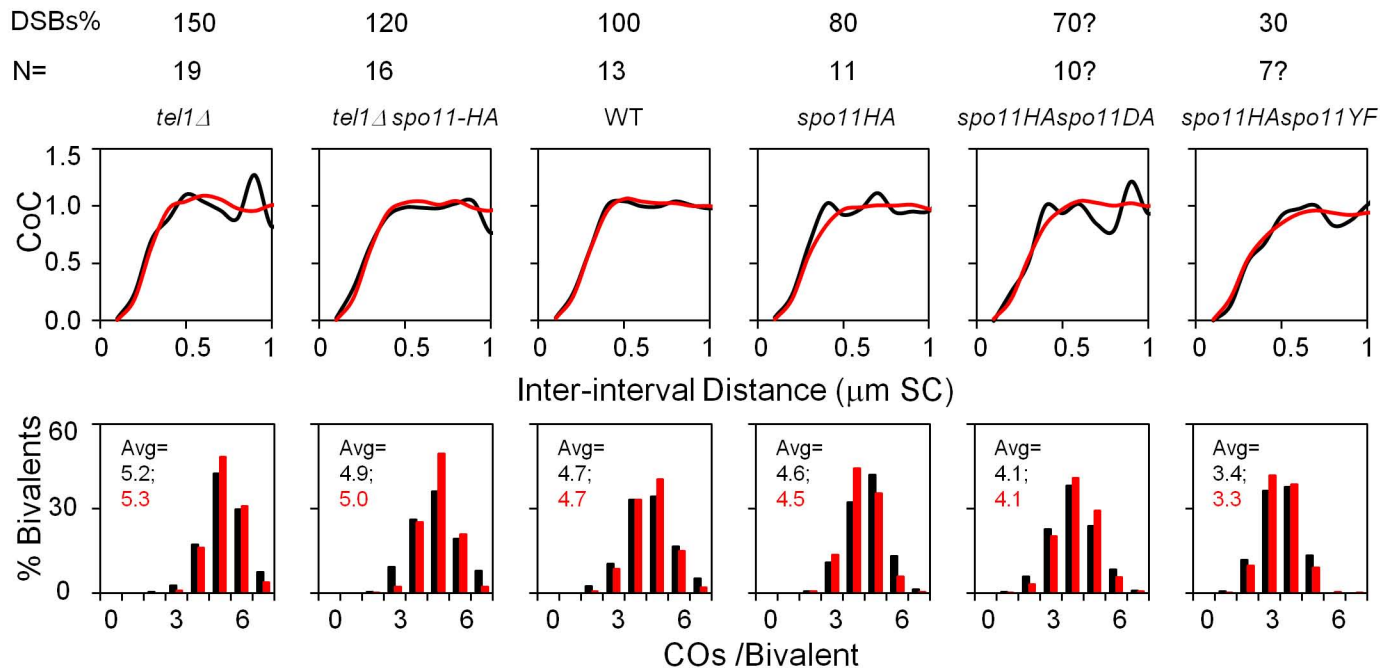 DSBs% 150 120 100 80 70? 30
N= 19 16 13 11 10? 7?
tel1Δ tel1Δ spo11-HA WT spo11HA spo11HAspo11DA spo11HAspo11YF
CoC
1.5
1.0
0.5
0.0
0 0.5 1 0 0.5 1 0 0.5 1 0 0.5 1 0 0.5 1 0 0.5 1
Inter-interval Distance (μm SC)
% Bivalents
60
30
0
Avg= Avg= Avg= Avg= Avg= Avg=
5.2; 4.9; 4.7; 4.6; 4.1; 3.4;
5.3 5.0 4.7 4.5 4.1 3.3
0 3 6 0 3 6 0 3 6 0 3 6 0 3 6 0 3 6
COs /Bivalent